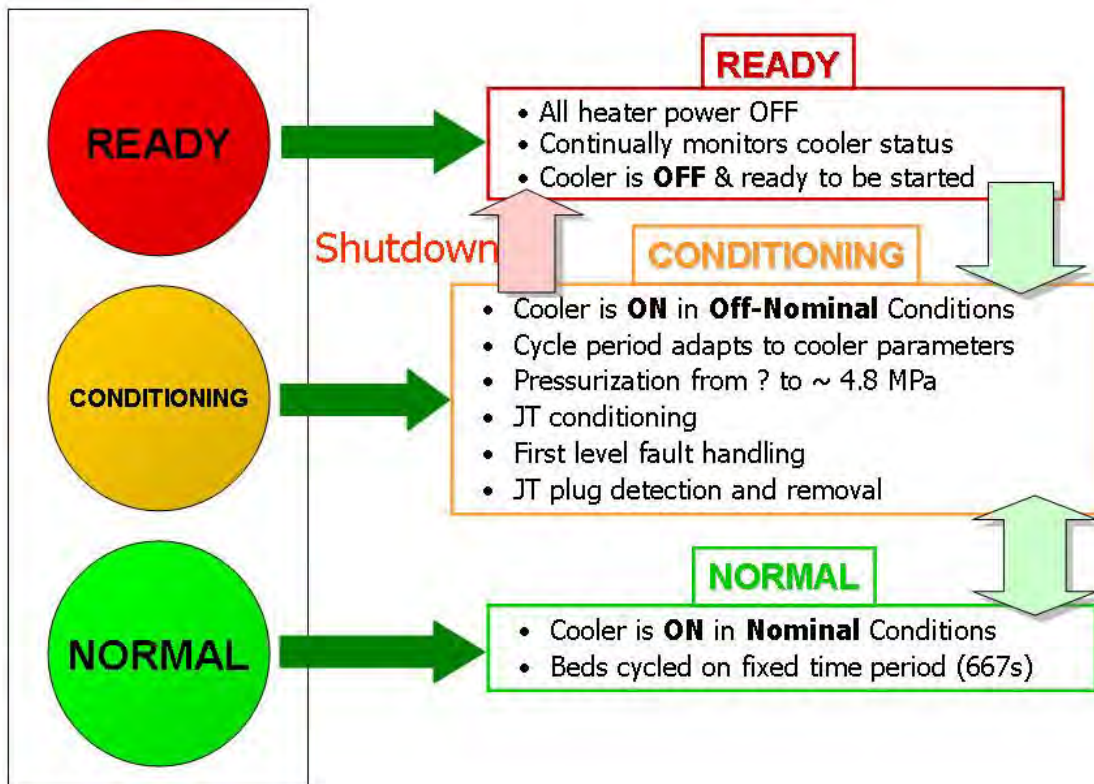 READY
READY
• All heater power OFF
• Continually monitors cooler status
• Cooler is OFF & ready to be started
Shutdown
CONDITIONING
CONDITIONING
• Cooler is ON in Off-Nominal Conditions
• Cycle period adapts to cooler parameters
• Pressurization from ? to ~ 4.8 MPa
• JT conditioning
• First level fault handling
• JT plug detection and removal
NORMAL
NORMAL
• Cooler is ON in Nominal Conditions
• Beds cycled on fixed time period (667s)